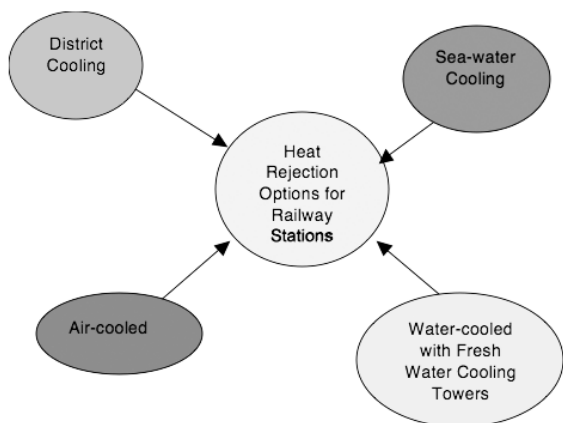 District
Cooling
Sea-water
Cooling
Heat
Rejection
Options for
Railway
Stations
Air-cooled
Water-cooled
with Fresh
Water Cooling
Towers